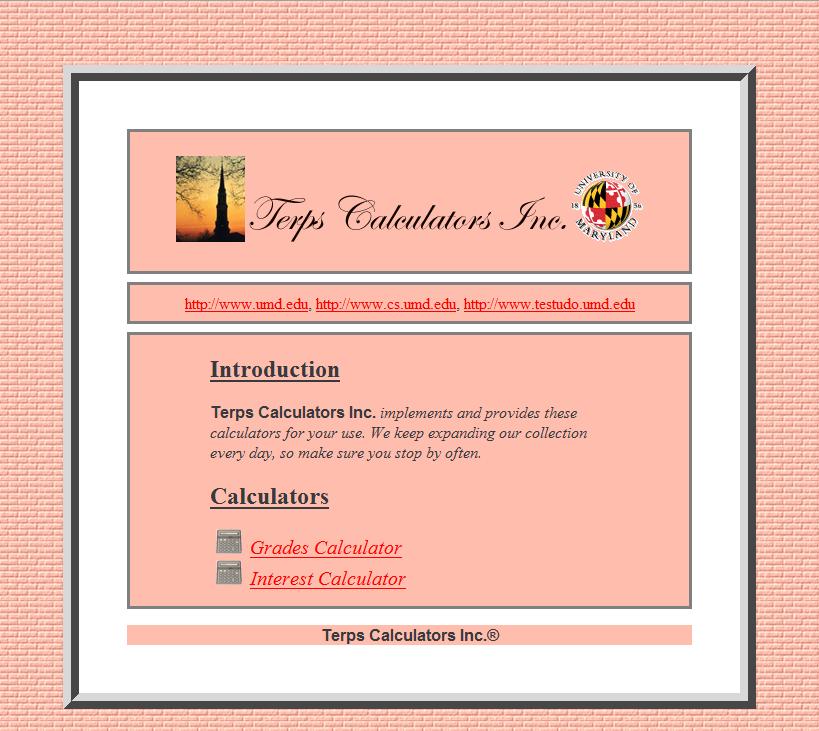 Terps Calculators Inc.
UNIVERSITY OF
18 56
MARYLAND
http://www.umd.edu, http://www.cs.umd.edu, http://www.testudo.umd.edu
Introduction
Terps Calculators Inc. implements and provides these
calculators for your use. We keep expanding our collection
every day, so make sure you stop by often.
Calculators
Grades Calculator
Interest Calculator
Terps Calculators Inc.®